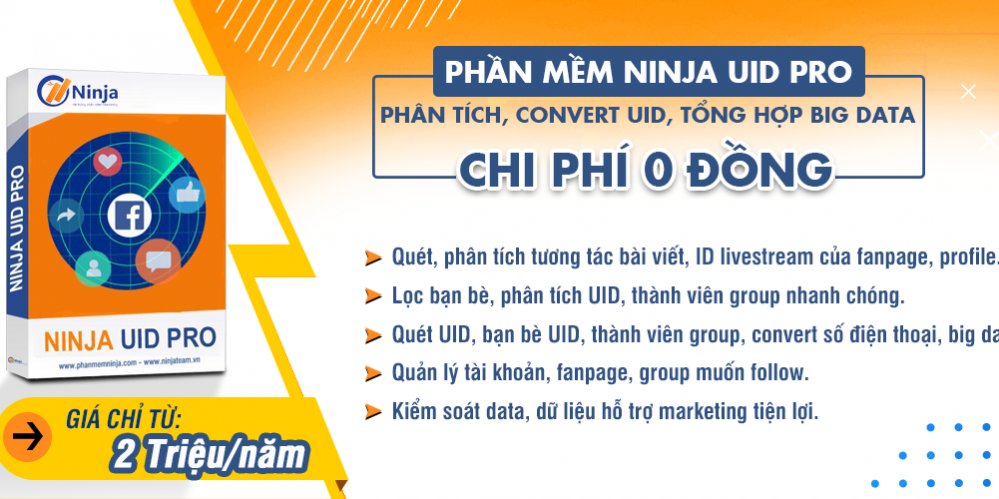 Ninja
NINJA UID PRO
NINJA UID PRO
www.phanmemninja.com - www.ninjateam.vn
GIÁ CHỈ TỪ:
2 Triệu/năm
PHẦN MỀM NINJA UID PRO
PHÂN TÍCH, CONVERT UID, TỔNG HỢP BIG DATA
CHI PHÍ 0 ĐỒNG
Quét, phân tích tương tác bài viết, ID livestream của fanpage, profile.
Lọc bạn bè, phân tích UID, thành viên group nhanh chóng.
Quét UID, bạn bè UID, thành viên group, convert số điện thoại, big da
Quản lý tài khoản, fanpage, group muốn follow.
Kiểm soát data, dữ liệu hỗ trợ marketing tiện lợi.